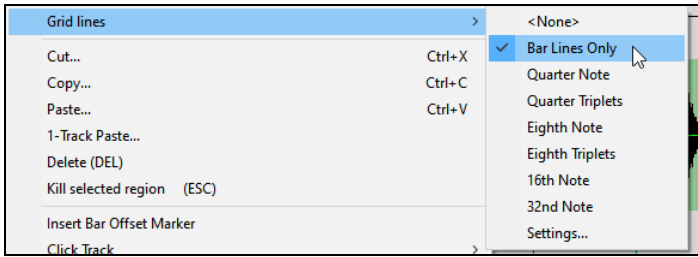 Grid lines >
Cut... Ctrl+X
Copy... Ctrl+C
Paste... Ctrl+V
1-Track Paste...
Delete (DEL)
Kill selected region (ESC)
Insert Bar Offset Marker
Click Track >
<None>
Bar Lines Only
Quarter Note
Quarter Triplets
Eighth Note
Eighth Triplets
16th Note
32nd Note
Settings...